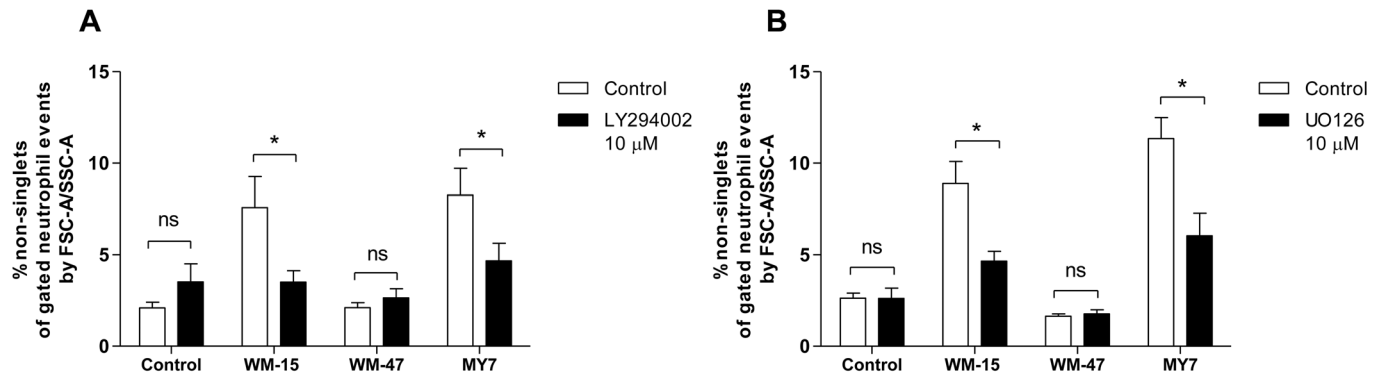 A
% non-singlets
of gated neutrophil events
by FSC-A/SSC-A
15
10
5
0
ns
*
ns
*
Control
WM-15
WM-47
MY7
Control
LY294002
10 μM
B
% non-singlets
of gated neutrophil events
by FSC-A/SSC-A
15
10
5
0
ns
*
ns
*
Control
WM-15
WM-47
MY7
Control
UO126
10 μM